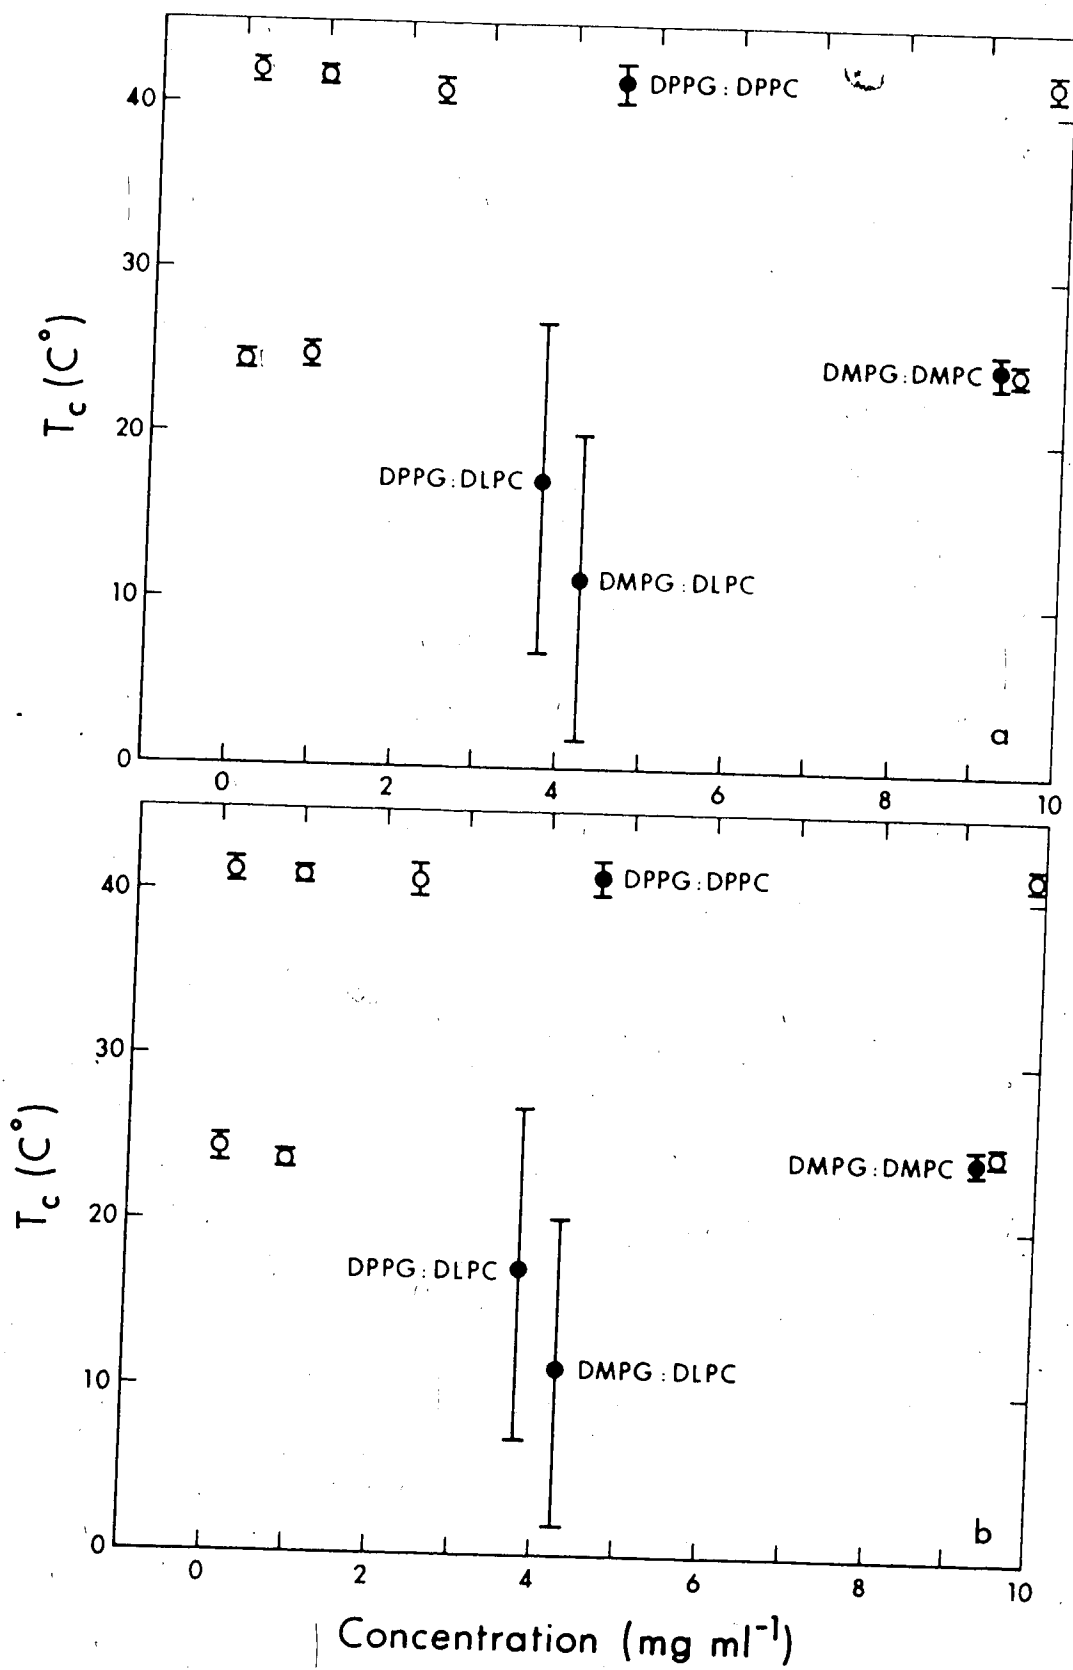 40
DPPG : DPPC
30
T_c (C°)
DMPG : DMPC
20
DPPG : DLPC
DMPG : DLPC
10
a
0
0 2 4 6 8 10
40
DPPG : DPPC
30
T_c (C°)
DMPG : DMPC
20
DPPG : DLPC
DMPG : DLPC
10
b
0
0 2 4 6 8 10
Concentration (mg ml⁻¹)